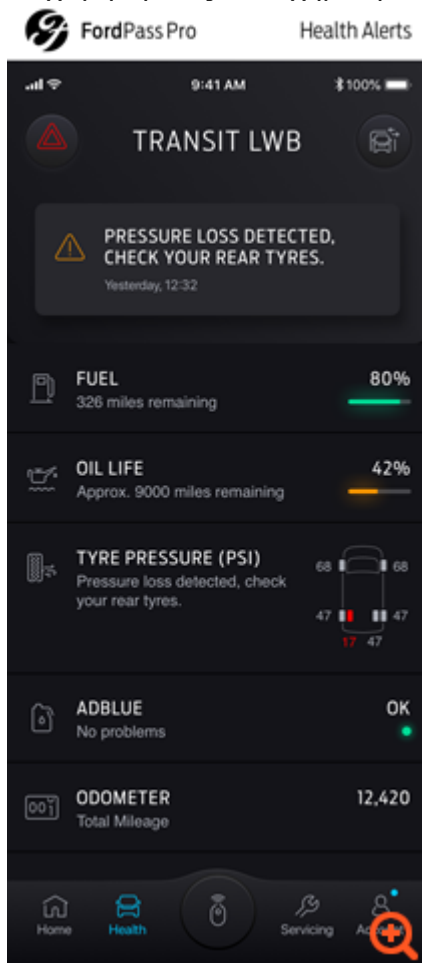 FordPass Pro
Health Alerts
9:41 AM
100%
TRANSIT LWB
PRESSURE LOSS DETECTED,
CHECK YOUR REAR TYRES.
Yesterday, 12:32
FUEL
80%
326 miles remaining
OIL LIFE
42%
Approx. 9000 miles remaining
TYRE PRESSURE (PSI)
Pressure loss detected, check
your rear tyres.
68 68
47 47
17 47
ADBLUE
OK
No problems
ODOMETER
12,420
Total Mileage
Home
Health
Servicing